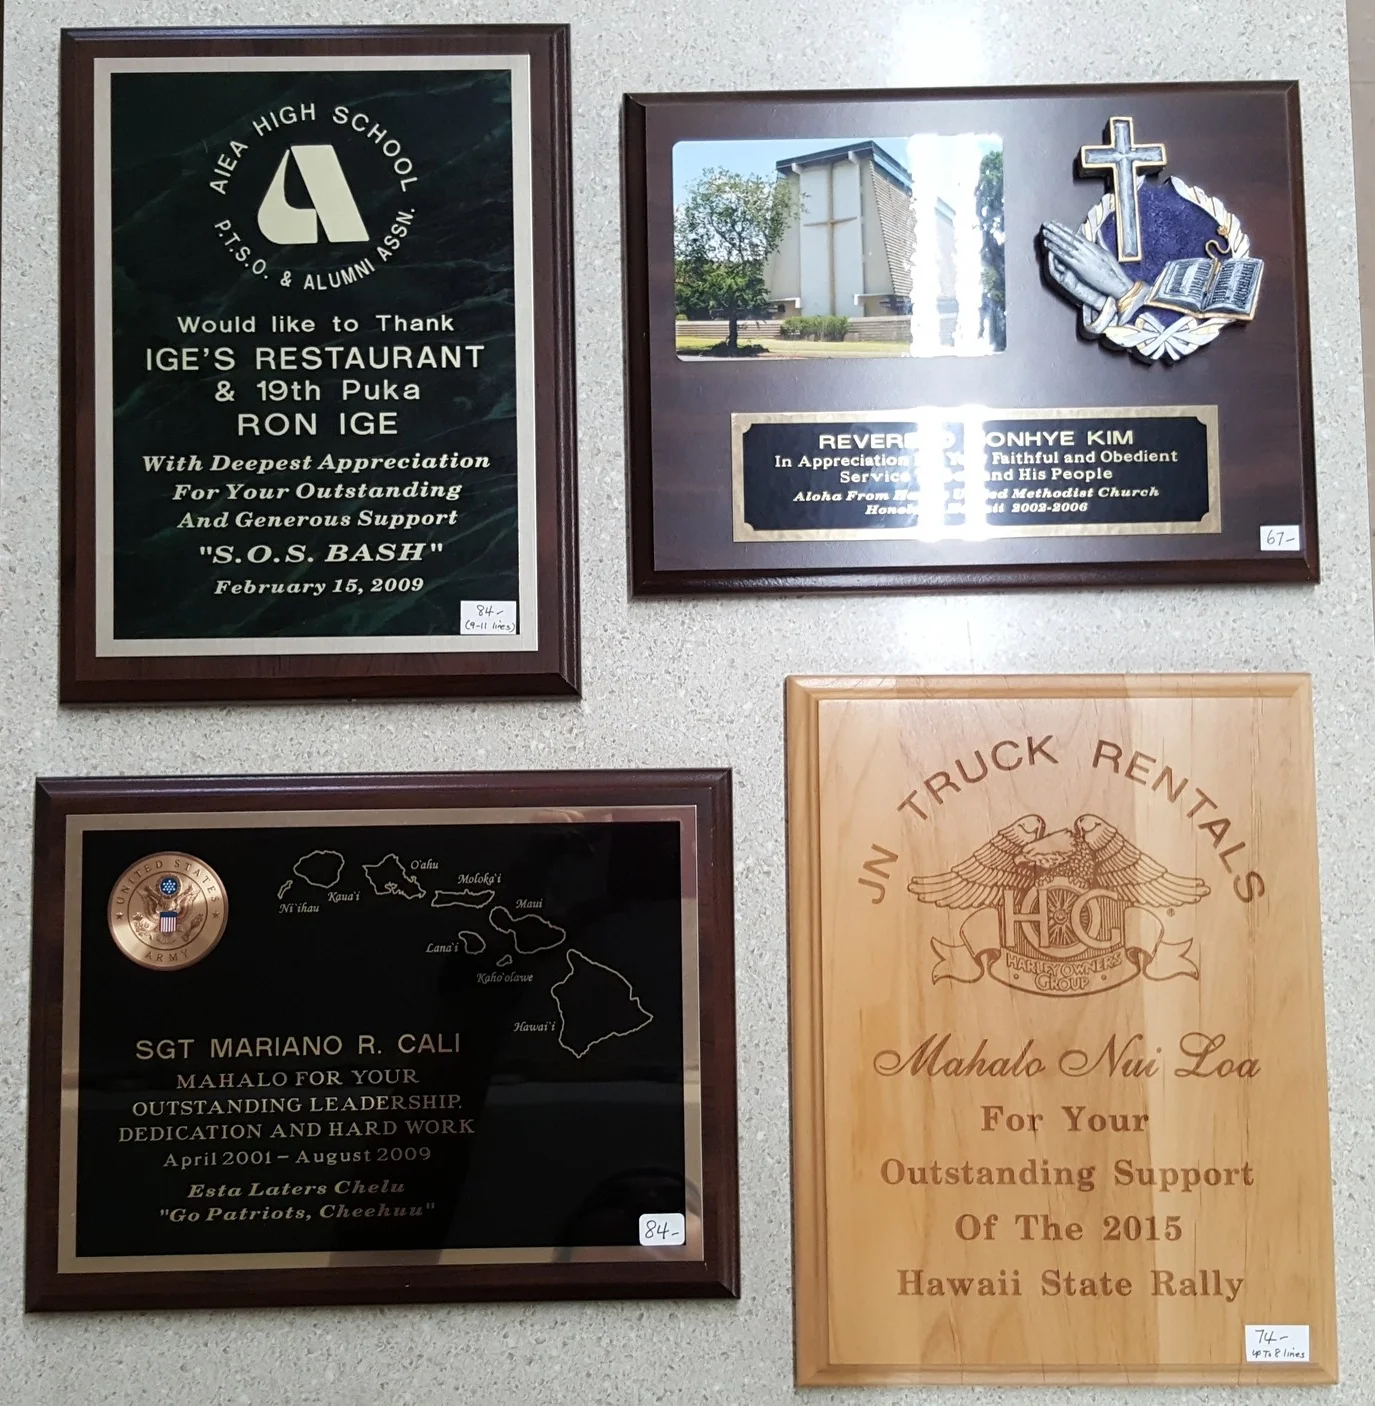 AIEA HIGH SCHOOL
P.T.S.O. & ALUMNI ASSN.
Would like to Thank
IGE'S RESTAURANT
& 19th Puka
RON IGE
With Deepest Appreciation
For Your Outstanding
And Generous Support
"S.O.S. BASH"
February 15, 2009
84-
(9-11 lines)
KIM
In Appreciation Faithful and Obedient
Service and His People
Aloha From Methodist Church
2002-2006
67-
UNITED STATES
ARMY
Ni`ihau
Kaua`i
O`ahu
Moloka`i
Maui
Lana`i
Kaho`olawe
Hawai`i
SGT MARIANO R. CALI
MAHALO FOR YOUR
OUTSTANDING LEADERSHIP,
DEDICATION AND HARD WORK
April 2001 – August 2009
Esta Laters Chelu
"Go Patriots, Cheehuu"
84-
JN TRUCK RENTALS
HOG
®
HARLEY OWNERS
GROUP
Mahalo Nui Loa
For Your
Outstanding Support
Of The 2015
Hawaii State Rally
74-
up to 8 lines